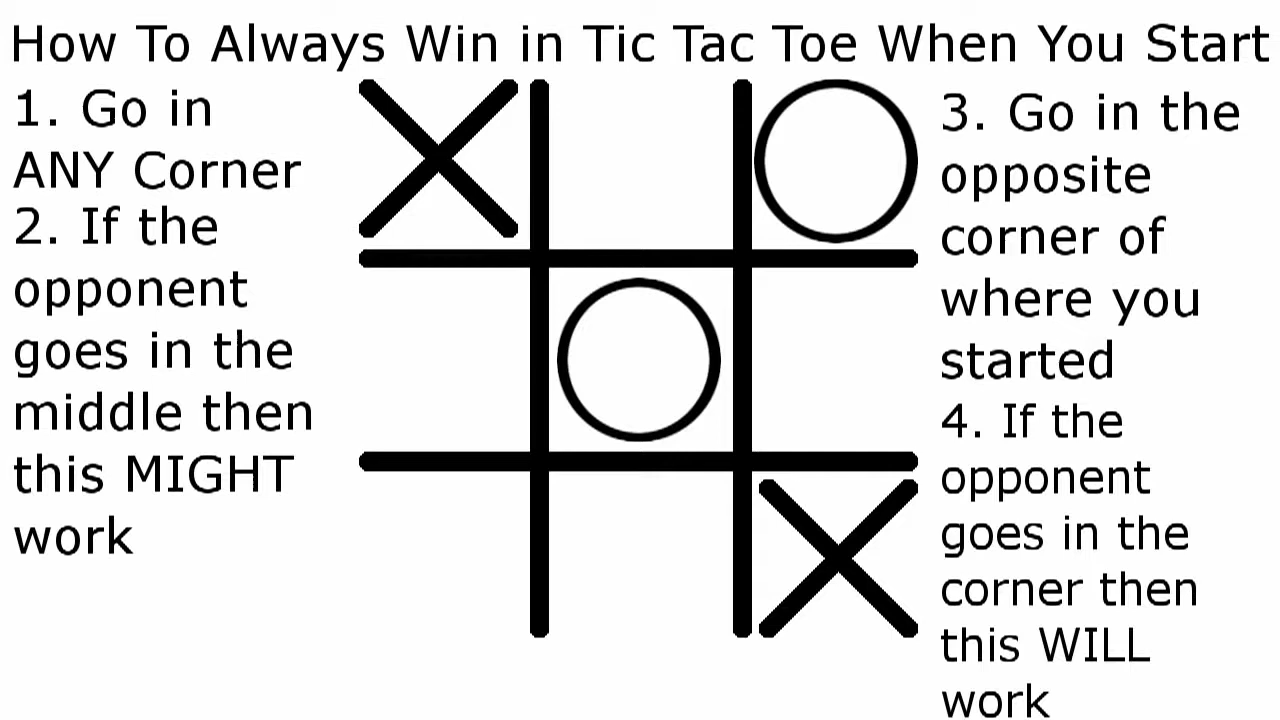 How To Always Win in Tic Tac Toe When You Start
1. Go in
ANY Corner
2. If the
opponent
goes in the
middle then
this MIGHT
work
3. Go in the
opposite
corner of
where you
started
4. If the
opponent
goes in the
corner then
this WILL
work